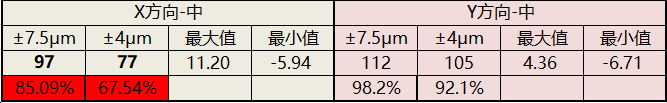 X方向-中 Y方向-中
±7.5μm ±4μm 最大值 最小值 ±7.5μm ±4μm 最大值 最小值
97 77 11.20 -5.94 112 105 4.36 -6.71
85.09% 67.54% 98.2% 92.1%